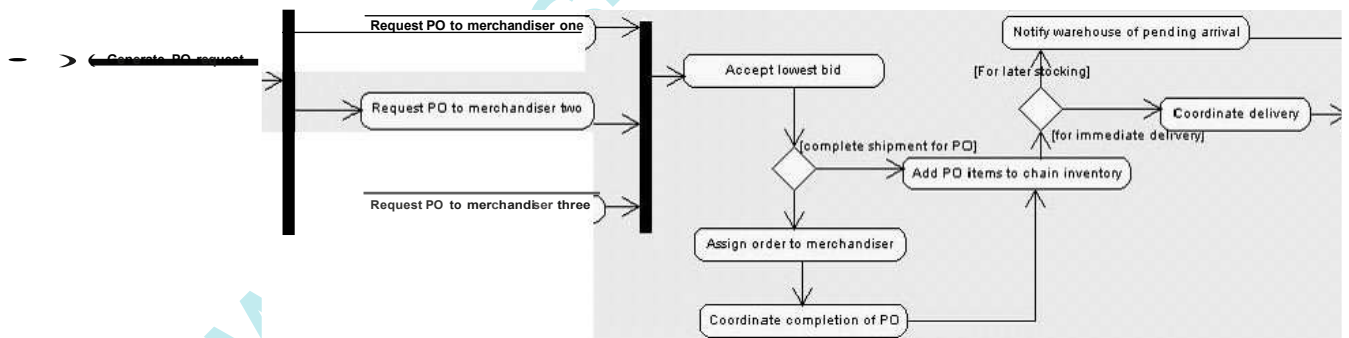 Generate PO request
Request PO to merchandiser one
Request PO to merchandiser two
Request PO to merchandiser three
Accept lowest bid
[complete shipment for PO]
Add PO items to chain inventory
Assign order to merchandiser
Coordinate completion of PO
Notify warehouse of pending arrival
[For later stocking]
Coordinate delivery
[for immediate delivery]